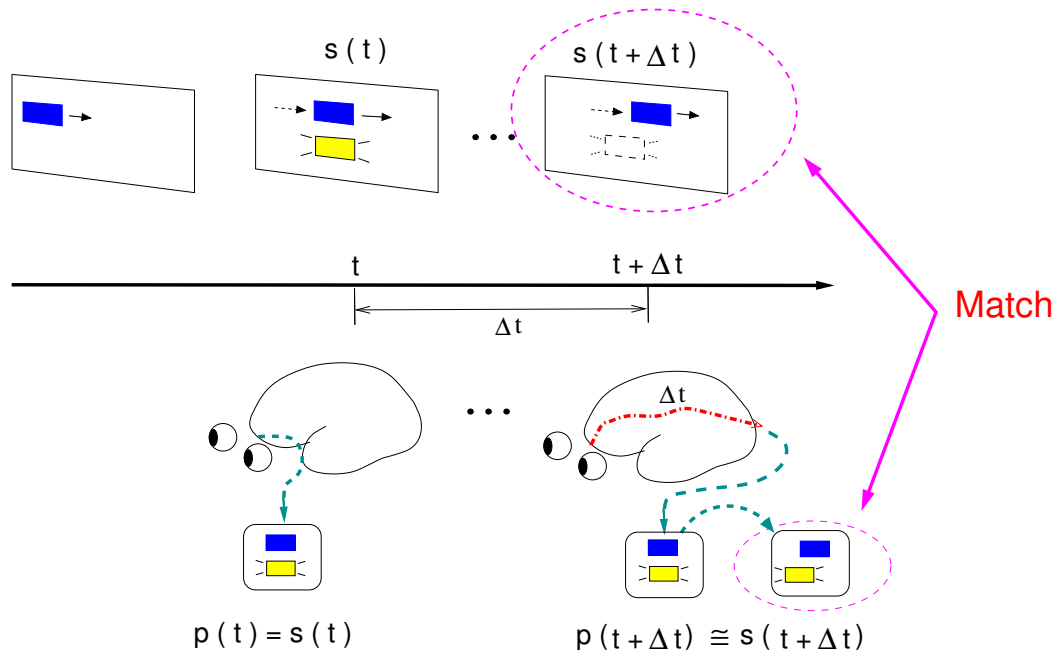 s ( t )
s ( t + Δ t )
• • •
t
t + Δ t
Δ t
Match
Δ t
• • •
p ( t ) = s ( t )
p ( t + Δ t ) ≅ s ( t + Δ t )